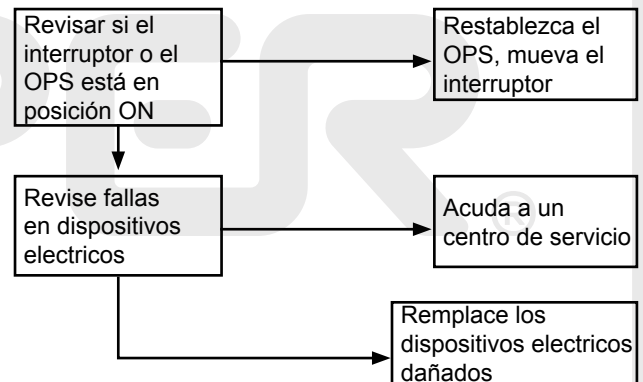 Revisar si el
interruptor o el
OPS está en
posición ON
Restablezca el
OPS, mueva el
interruptor
Revise fallas
en dispositivos
electricos
Acuda a un
centro de servicio
Remplace los
dispositivos electricos
dañados
PER
®